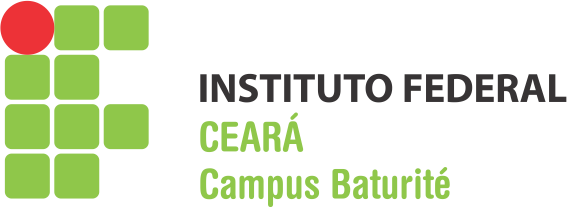 INSTITUTO FEDERAL
CEARÁ
Campus Baturité